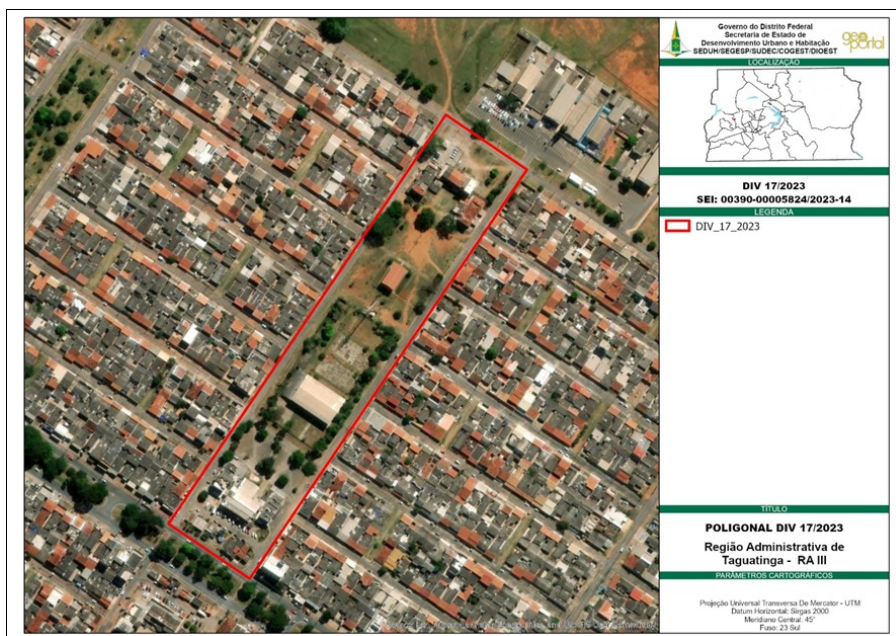 Governo do Distrito Federal
Secretaria de Estado de
Desenvolvimento Urbano e Habitação
SEDUH/SEGESP/SUDEC/COGEST/DIOEST
geo
portal
LOCALIZAÇÃO
DIV 17/2023
SEI: 00390-00005824/2023-14
LEGENDA
DIV_17_2023
TÍTULO
POLIGONAL DIV 17/2023
Região Administrativa de
Taguatinga - RA III
PARÂMETROS CARTOGRÁFICOS
Projeção Universal Transversa De Mercator - UTM
Datum Horizontal: Sirgas 2000
Meridiano Central: 45°
Fuso: 23 Sul